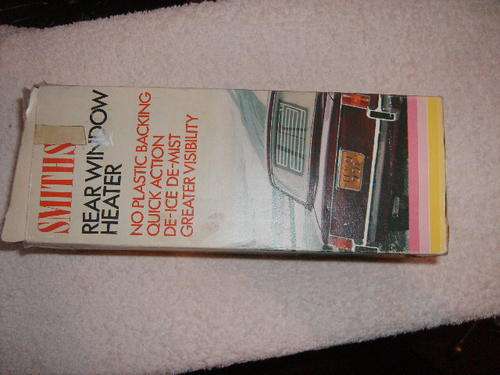 SMITHS
REAR WINDOW
HEATER
NO PLASTIC BACKING
QUICK ACTION
DE-ICE DE-MIST
GREATER VISIBILITY